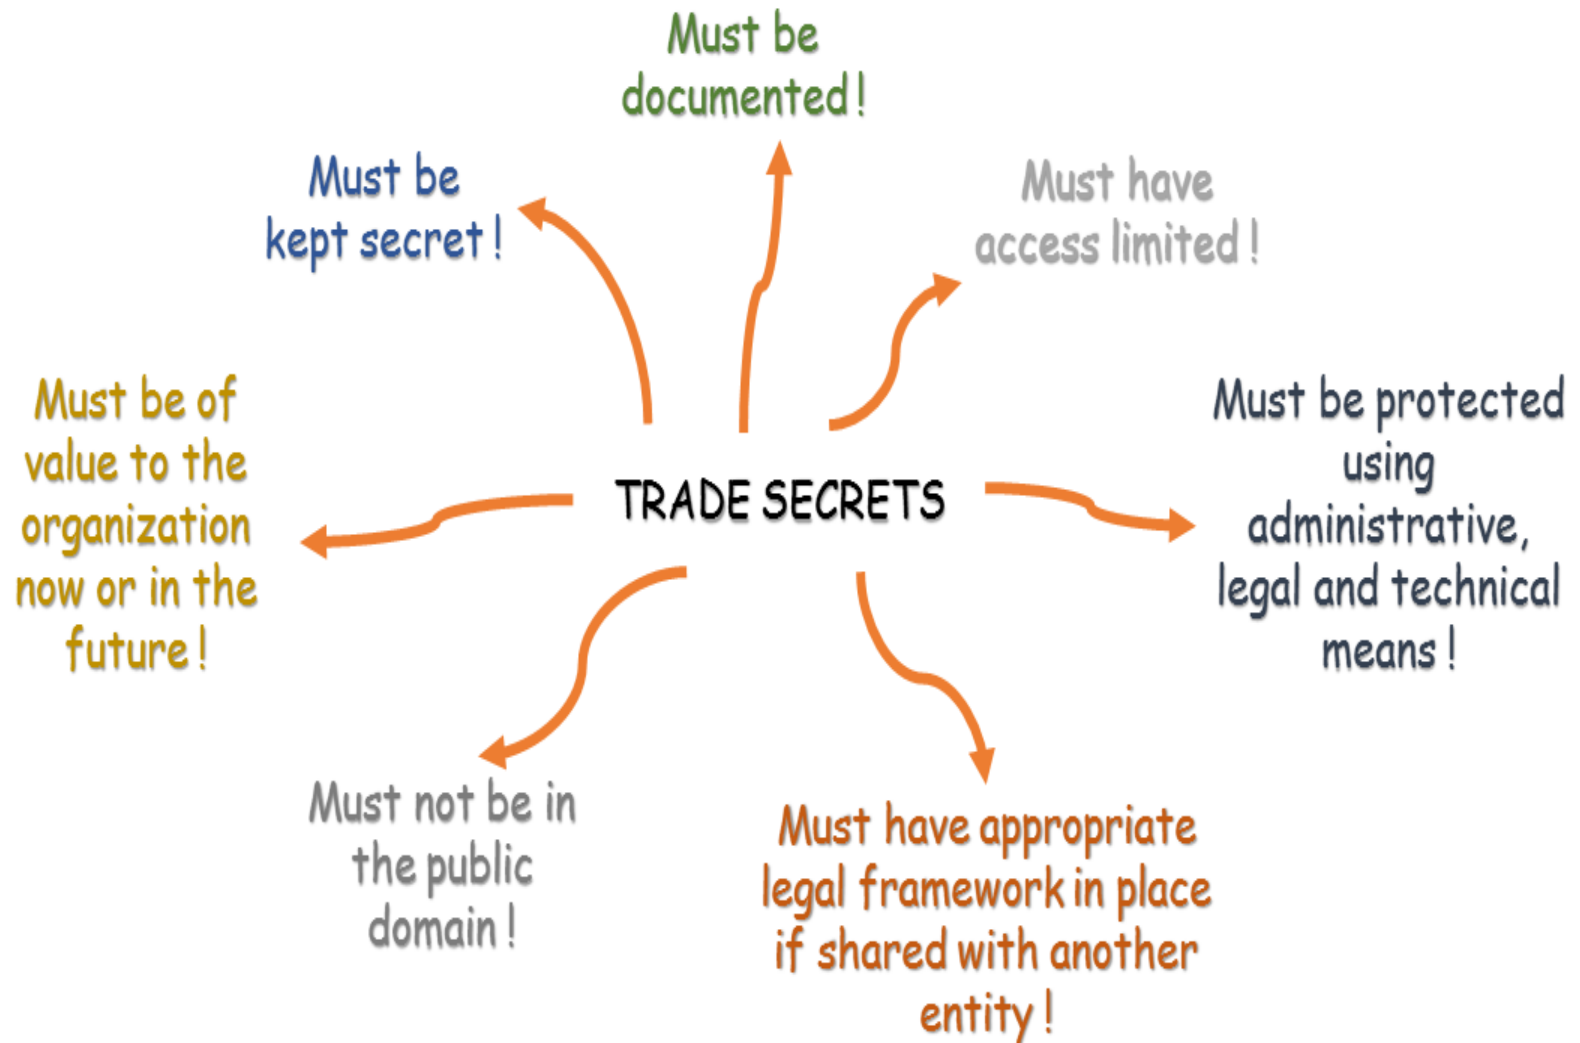 Must be
documented !
Must be
kept secret !
Must have
access limited !
Must be of
value to the
organization
now or in the
future !
TRADE SECRETS
Must be protected
using
administrative,
legal and technical
means !
Must not be in
the public
domain !
Must have appropriate
legal framework in place
if shared with another
entity !